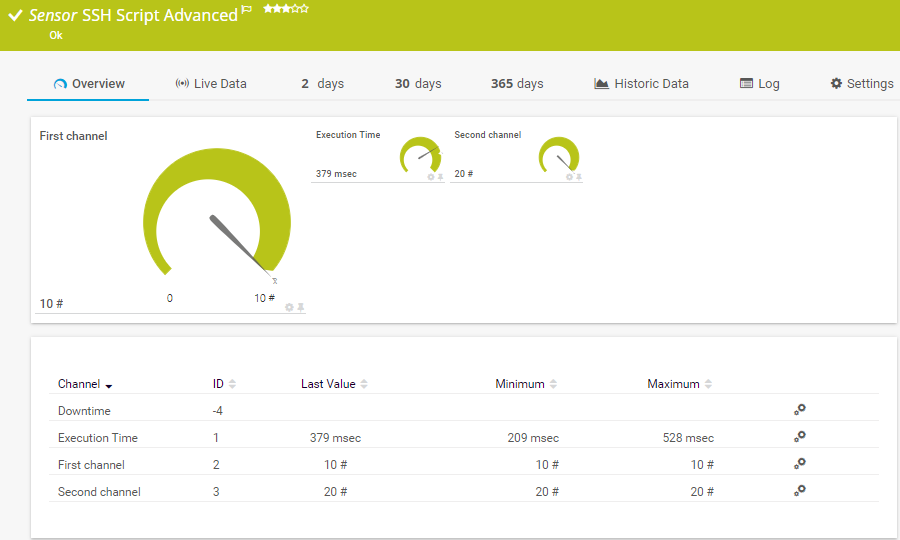 Sensor SSH Script Advanced
Ok
Overview
Live Data
2 days
30 days
365 days
Historic Data
Log
Settings
First channel
10 #
0
10 #
Execution Time
379 msec
Second channel
20 #
Channel ID Last Value Minimum Maximum
Downtime -4
Execution Time 1 379 msec 209 msec 528 msec
First channel 2 10 # 10 # 10 #
Second channel 3 20 # 20 # 20 #